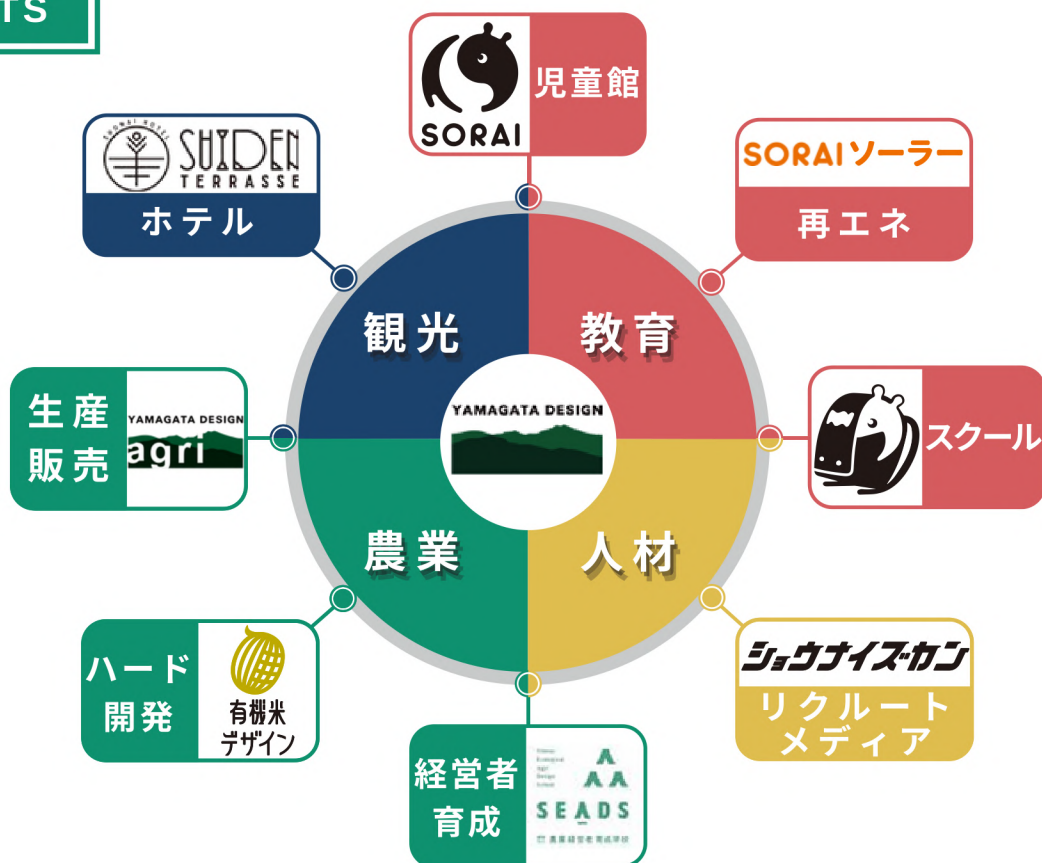 TS
SORAI
児童館
SHONAI HOTEL
SUIDEN
TERRASSE
ホテル
SORAIソーラー
再エネ
観光
教育
生産
販売
YAMAGATA DESIGN
agri
YAMAGATA DESIGN
スクール
農業
人材
ハード
開発
有機米
デザイン
ショウナイズカン
リクルート
メディア
経営者
育成
SEADS